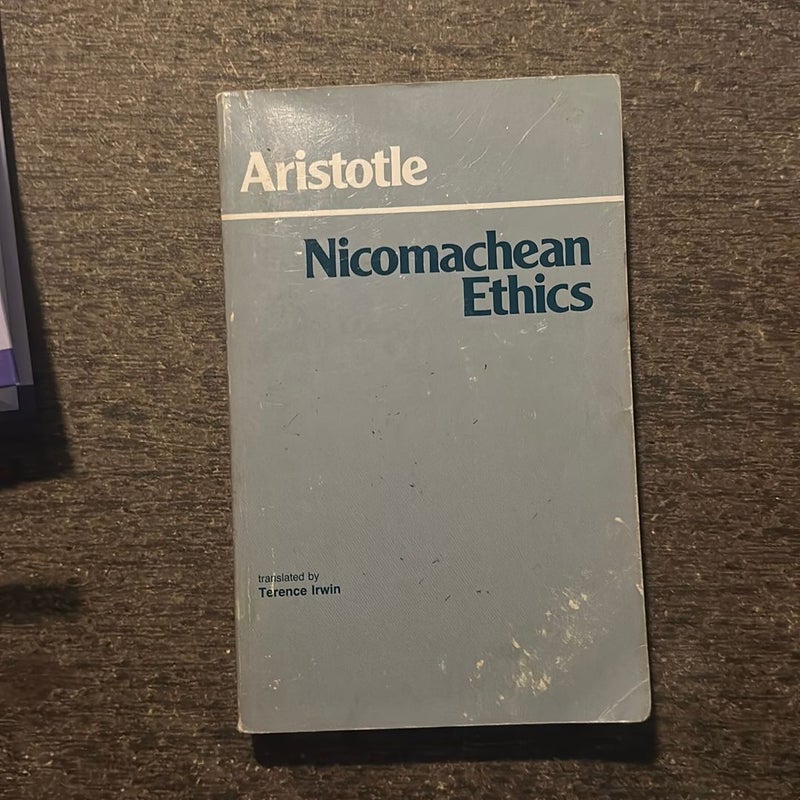 Aristotle
Nicomachean
Ethics
translated by
Terence Irwin